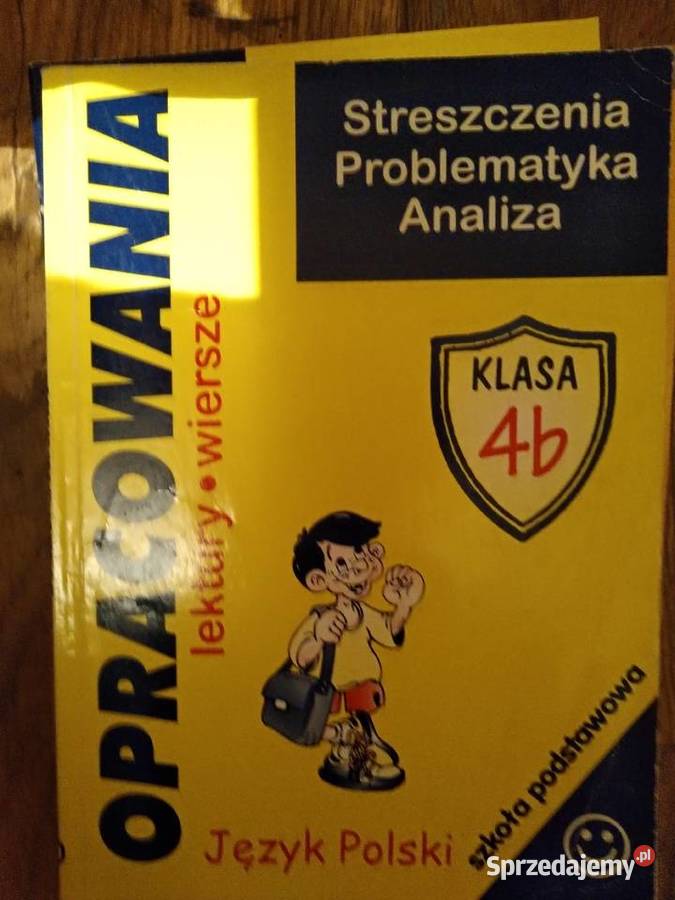 OPRACOWANIA
lektury • wiersze
Streszczenia
Problematyka
Analiza
KLASA
4b
szkoła podstawowa
Język Polski
Sprzedajemy.pl